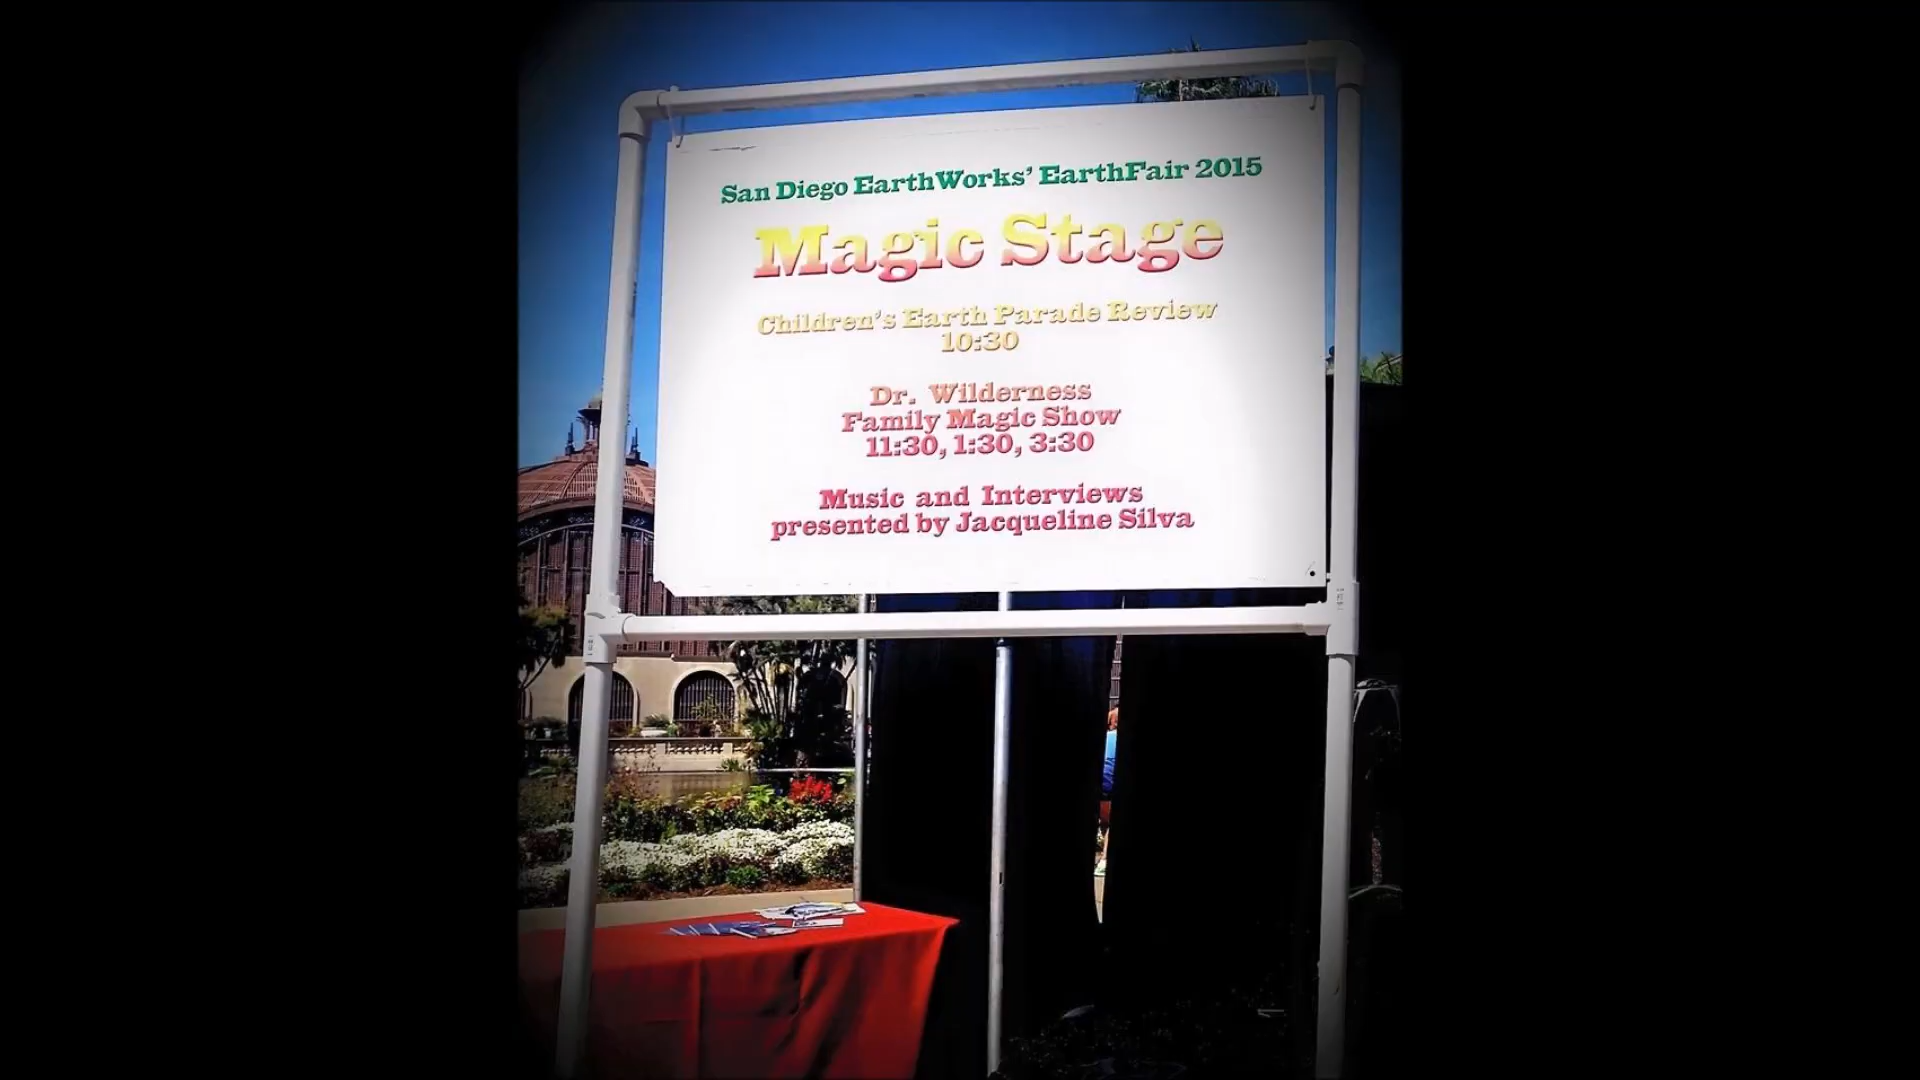 San Diego EarthWorks' EarthFair 2015
Magic Stage
Children's Earth Parade Review
10:30
Dr. Wilderness
Family Magic Show
11:30, 1:30, 3:30
Music and Interviews
presented by Jacqueline Silva